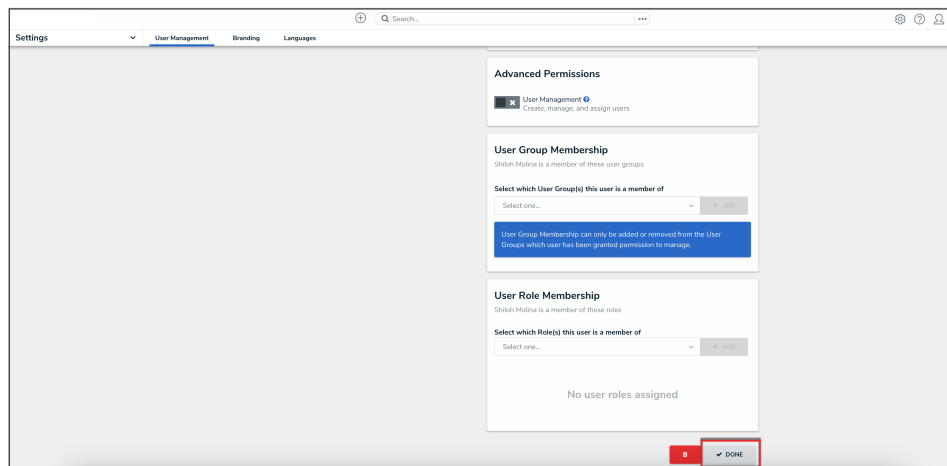 Search...
Settings
User Management
Branding
Languages
Advanced Permissions
User Management
Create, manage, and assign users
User Group Membership
Shiloh Molina is a member of these user groups
Select which User Group(s) this user is a member of
Select one...
+ ADD
User Group Membership can only be added or removed from the User
Groups which user has been granted permission to manage.
User Role Membership
Shiloh Molina is a member of these roles
Select which Role(s) this user is a member of
Select one...
+ ADD
No user roles assigned
DONE